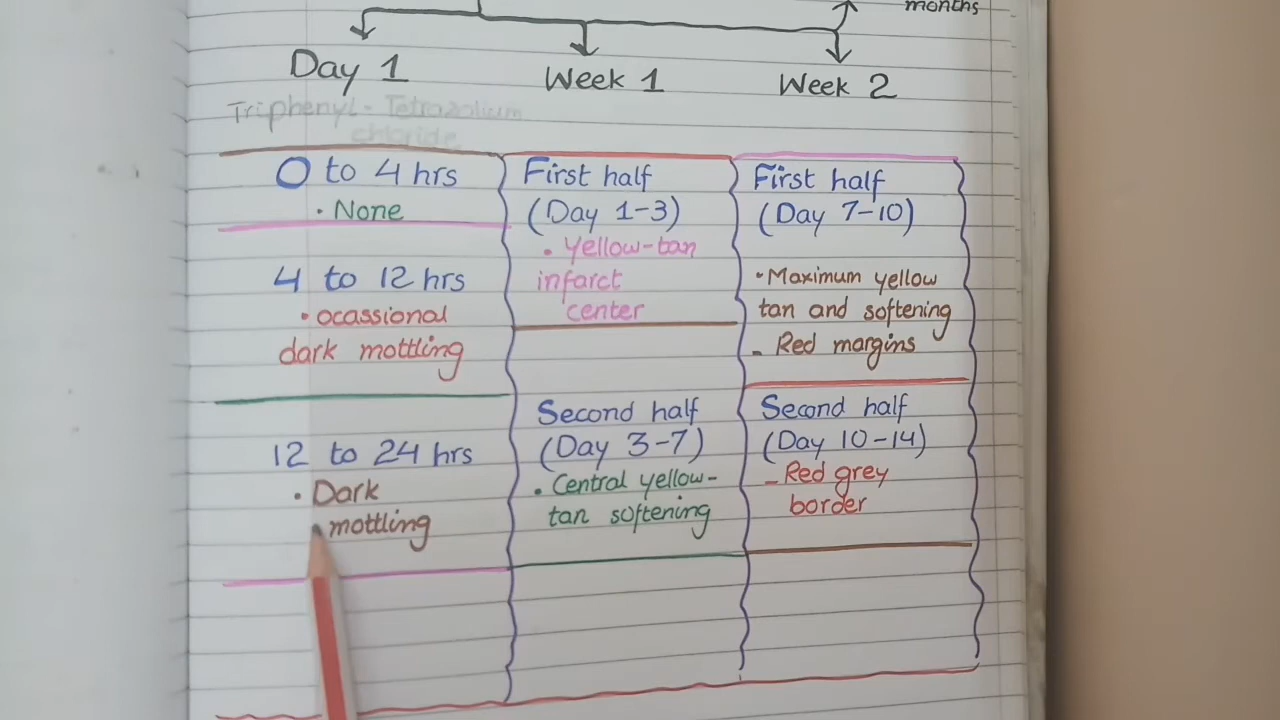 months
Day 1
Week 1
Week 2
Triphenyl-Tetrazolium
chloride
0 to 4 hrs
• None
4 to 12 hrs
• ocassional
dark mottling
12 to 24 hrs
• Dark
mottling
First half
(Day 1-3)
• Yellow-tan
infarct
center
Second half
(Day 3-7)
• Central yellow-
tan softening
First half
(Day 7-10)
• Maximum yellow
tan and softening
- Red margins
Second half
(Day 10-14)
- Red grey
border